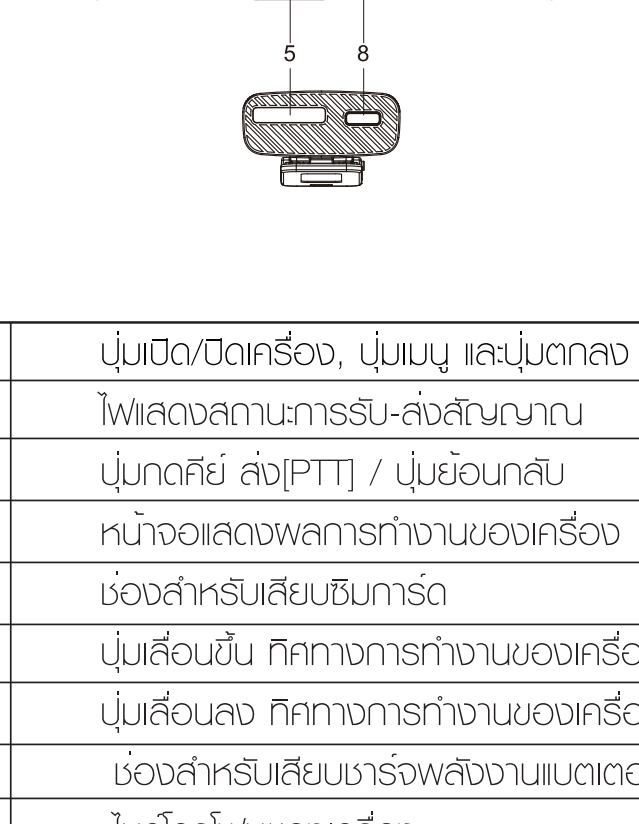 5 8
ปุ่มเปิด/ปิดเครื่อง, ปุ่มเมนู และปุ่มตกลง
ไฟแสดงสถานะการรับ-ส่งสัญญาณ
ปุ่มกดคีย์ ส่ง[PTT] / ปุ่มย้อนกลับ
หน้าจอแสดงผลการทำงานของเครื่อง
ช่องสำหรับเสียบซิมการ์ด
ปุ่มเลื่อนขึ้น ทิศทางการทำงานของเครื่อ
ปุ่มเลื่อนลง ทิศทางการทำงานของเครื่อ
ช่องสำหรับเสียบชาร์จพลังงานแบตเตอ